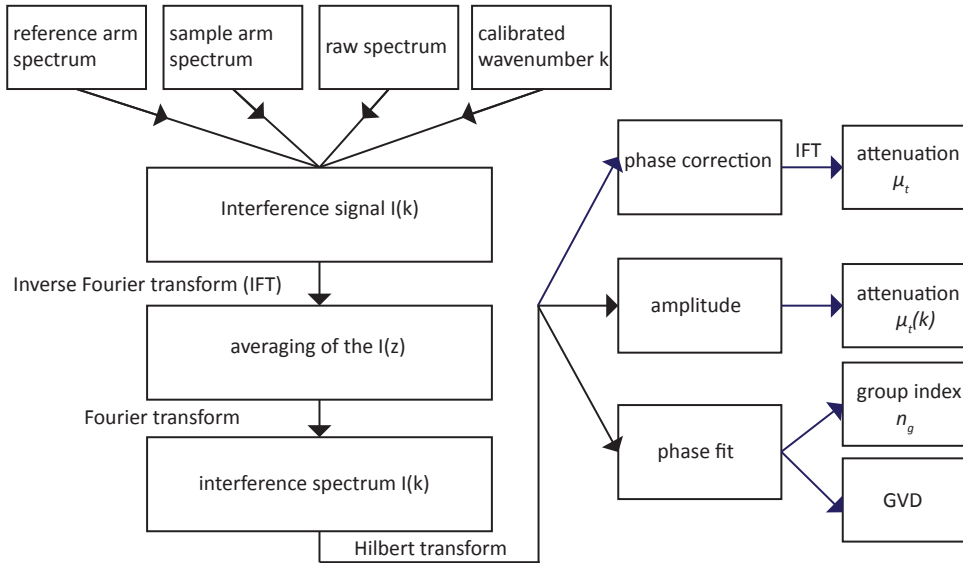 reference arm
spectrum
sample arm
spectrum
raw spectrum
calibrated
wavenumber k
Interference signal I(k)
Inverse Fourier transform (IFT)
averaging of the I(z)
Fourier transform
interference spectrum I(k)
Hilbert transform
phase correction
IFT
attenuation
μt
amplitude
attenuation
μt(k)
phase fit
group index
ng
GVD